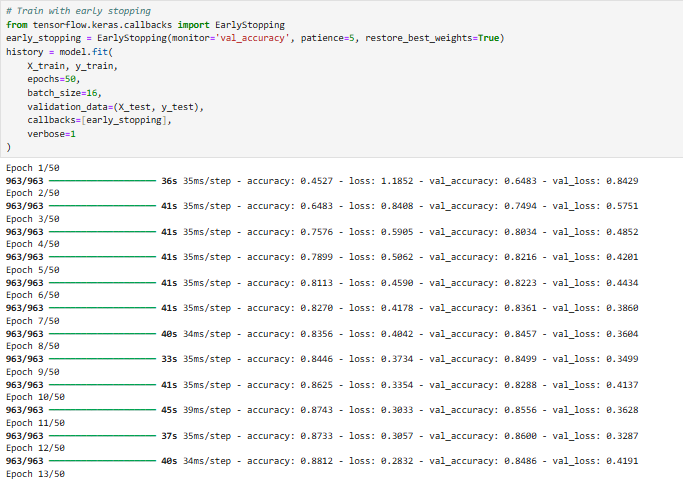 # Train with early stopping
from tensorflow.keras.callbacks import EarlyStopping
early_stopping = EarlyStopping(monitor='val_accuracy', patience=5, restore_best_weights=True)
history = model.fit(
    X_train, y_train,
    epochs=50,
    batch_size=16,
    validation_data=(X_test, y_test),
    callbacks=[early_stopping],
    verbose=1
)
Epoch 1/50
963/963 ━━━━━━━━━━━━━━━━━━━━ 36s 35ms/step - accuracy: 0.4527 - loss: 1.1852 - val_accuracy: 0.6483 - val_loss: 0.8429
Epoch 2/50
963/963 ━━━━━━━━━━━━━━━━━━━━ 41s 35ms/step - accuracy: 0.6483 - loss: 0.8408 - val_accuracy: 0.7494 - val_loss: 0.5751
Epoch 3/50
963/963 ━━━━━━━━━━━━━━━━━━━━ 41s 35ms/step - accuracy: 0.7576 - loss: 0.5905 - val_accuracy: 0.8034 - val_loss: 0.4852
Epoch 4/50
963/963 ━━━━━━━━━━━━━━━━━━━━ 41s 35ms/step - accuracy: 0.7899 - loss: 0.5062 - val_accuracy: 0.8216 - val_loss: 0.4201
Epoch 5/50
963/963 ━━━━━━━━━━━━━━━━━━━━ 41s 35ms/step - accuracy: 0.8113 - loss: 0.4590 - val_accuracy: 0.8223 - val_loss: 0.4434
Epoch 6/50
963/963 ━━━━━━━━━━━━━━━━━━━━ 41s 35ms/step - accuracy: 0.8270 - loss: 0.4178 - val_accuracy: 0.8361 - val_loss: 0.3860
Epoch 7/50
963/963 ━━━━━━━━━━━━━━━━━━━━ 40s 34ms/step - accuracy: 0.8356 - loss: 0.4042 - val_accuracy: 0.8457 - val_loss: 0.3604
Epoch 8/50
963/963 ━━━━━━━━━━━━━━━━━━━━ 33s 35ms/step - accuracy: 0.8446 - loss: 0.3734 - val_accuracy: 0.8499 - val_loss: 0.3499
Epoch 9/50
963/963 ━━━━━━━━━━━━━━━━━━━━ 41s 35ms/step - accuracy: 0.8625 - loss: 0.3354 - val_accuracy: 0.8288 - val_loss: 0.4137
Epoch 10/50
963/963 ━━━━━━━━━━━━━━━━━━━━ 45s 39ms/step - accuracy: 0.8743 - loss: 0.3033 - val_accuracy: 0.8556 - val_loss: 0.3628
Epoch 11/50
963/963 ━━━━━━━━━━━━━━━━━━━━ 37s 35ms/step - accuracy: 0.8733 - loss: 0.3057 - val_accuracy: 0.8600 - val_loss: 0.3287
Epoch 12/50
963/963 ━━━━━━━━━━━━━━━━━━━━ 40s 34ms/step - accuracy: 0.8812 - loss: 0.2832 - val_accuracy: 0.8486 - val_loss: 0.4191
Epoch 13/50